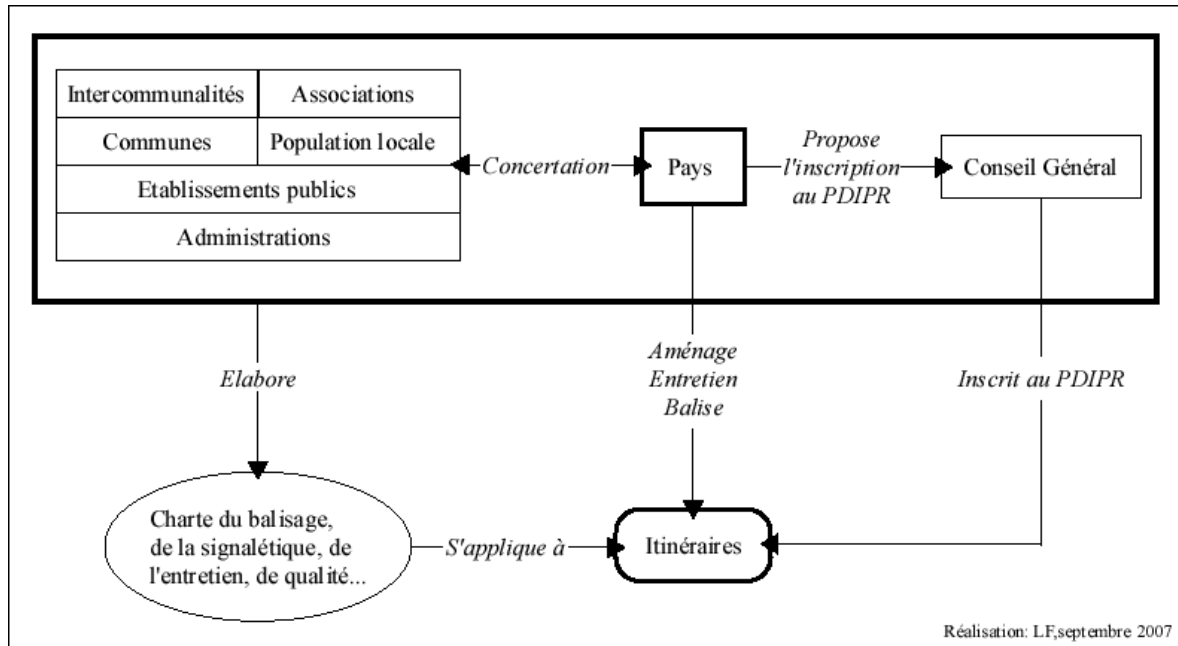 Intercommunalités
Associations
Communes
Population locale
Etablissements publics
Administrations
Concertation
Pays
Propose
l'inscription
au PDIPR
Conseil Général
Elabore
Aménage
Entretien
Balise
Inscrit au PDIPR
Charte du balisage,
de la signalétique, de
l'entretien, de qualité...
S'applique à
Itinéraires
Réalisation: LF,septembre 2007